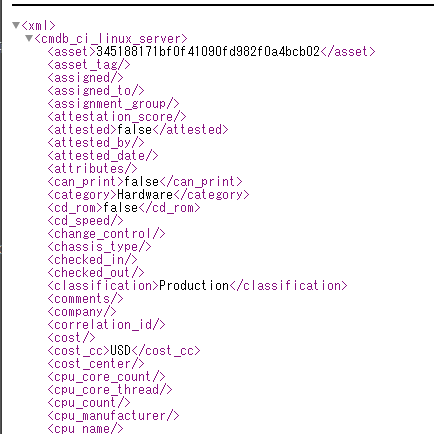 <xml>
<cmdb_ci_linux_server>
<asset>345188171bf0f41090fd982f0a4bcb02</asset>
<asset_tag/>
<assigned/>
<assigned_to/>
<assignment_group/>
<attestation_score/>
<attested>false</attested>
<attested_by/>
<attested_date/>
<attributes/>
<can_print>false</can_print>
<category>Hardware</category>
<cd_rom>false</cd_rom>
<cd_speed/>
<change_control/>
<chassis_type/>
<checked_in/>
<checked_out/>
<classification>Production</classification>
<comments/>
<company/>
<correlation_id/>
<cost/>
<cost_cc>USD</cost_cc>
<cost_center/>
<cpu_core_count/>
<cpu_core_thread/>
<cpu_count/>
<cpu_manufacturer/>
<cpu_name/>